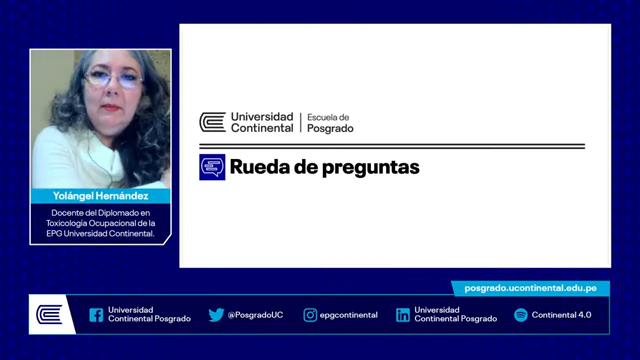 Universidad
Continental
Escuela de
Posgrado
Rueda de preguntas
Yolángel Hernández
Docente del Diplomado en
Toxicología Ocupacional de la
EPG Universidad Continental.
posgrado.ucontinental.edu.pe
Universidad
Continental Posgrado
@PosgradoUC
epgcontinental
Universidad
Continental Posgrado
Continental 4.0